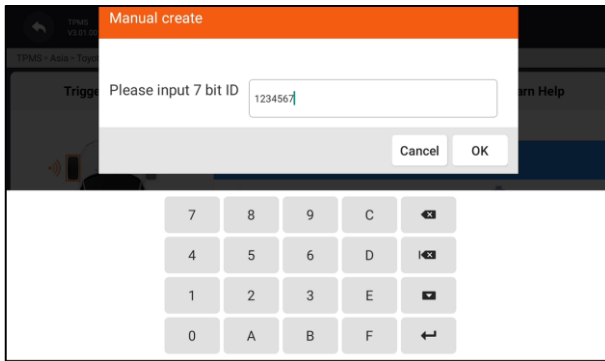 Manual create
TPMS
V3.01.00
TPMS - Asia - Toyo
Trigge
arn Help
Please input 7 bit ID
1234567
Cancel OK
7 8 9 C
4 5 6 D
1 2 3 E
0 A B F